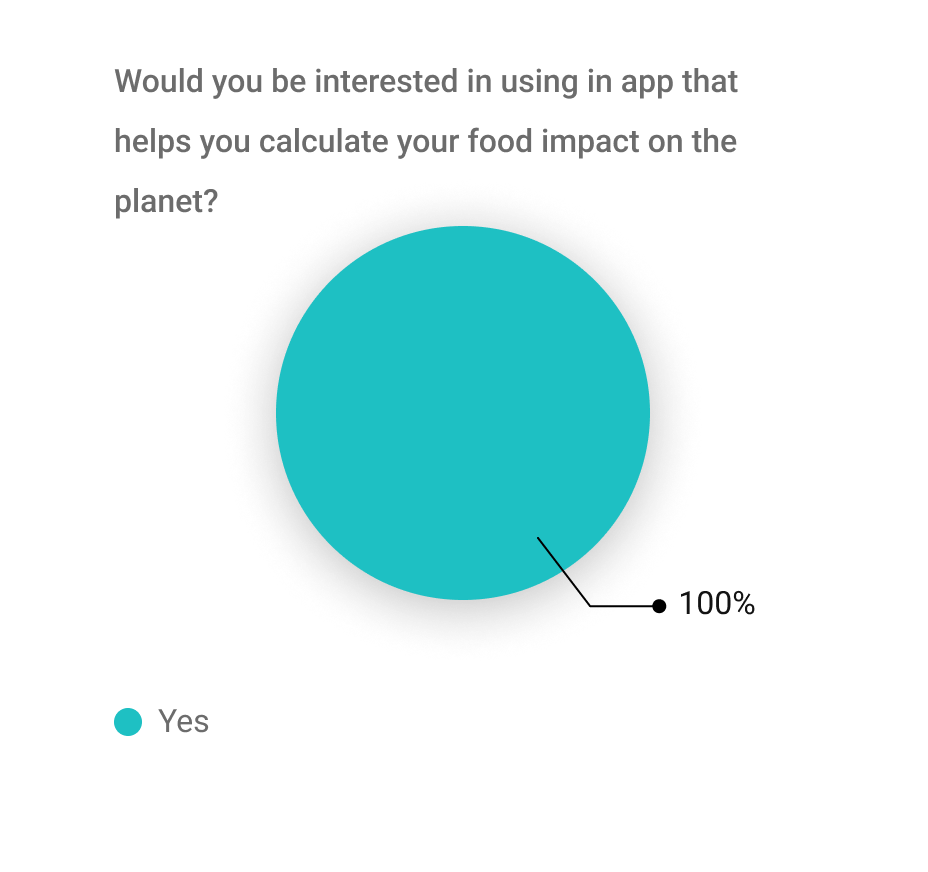 Would you be interested in using in app that
helps you calculate your food impact on the
planet?
100%
Yes